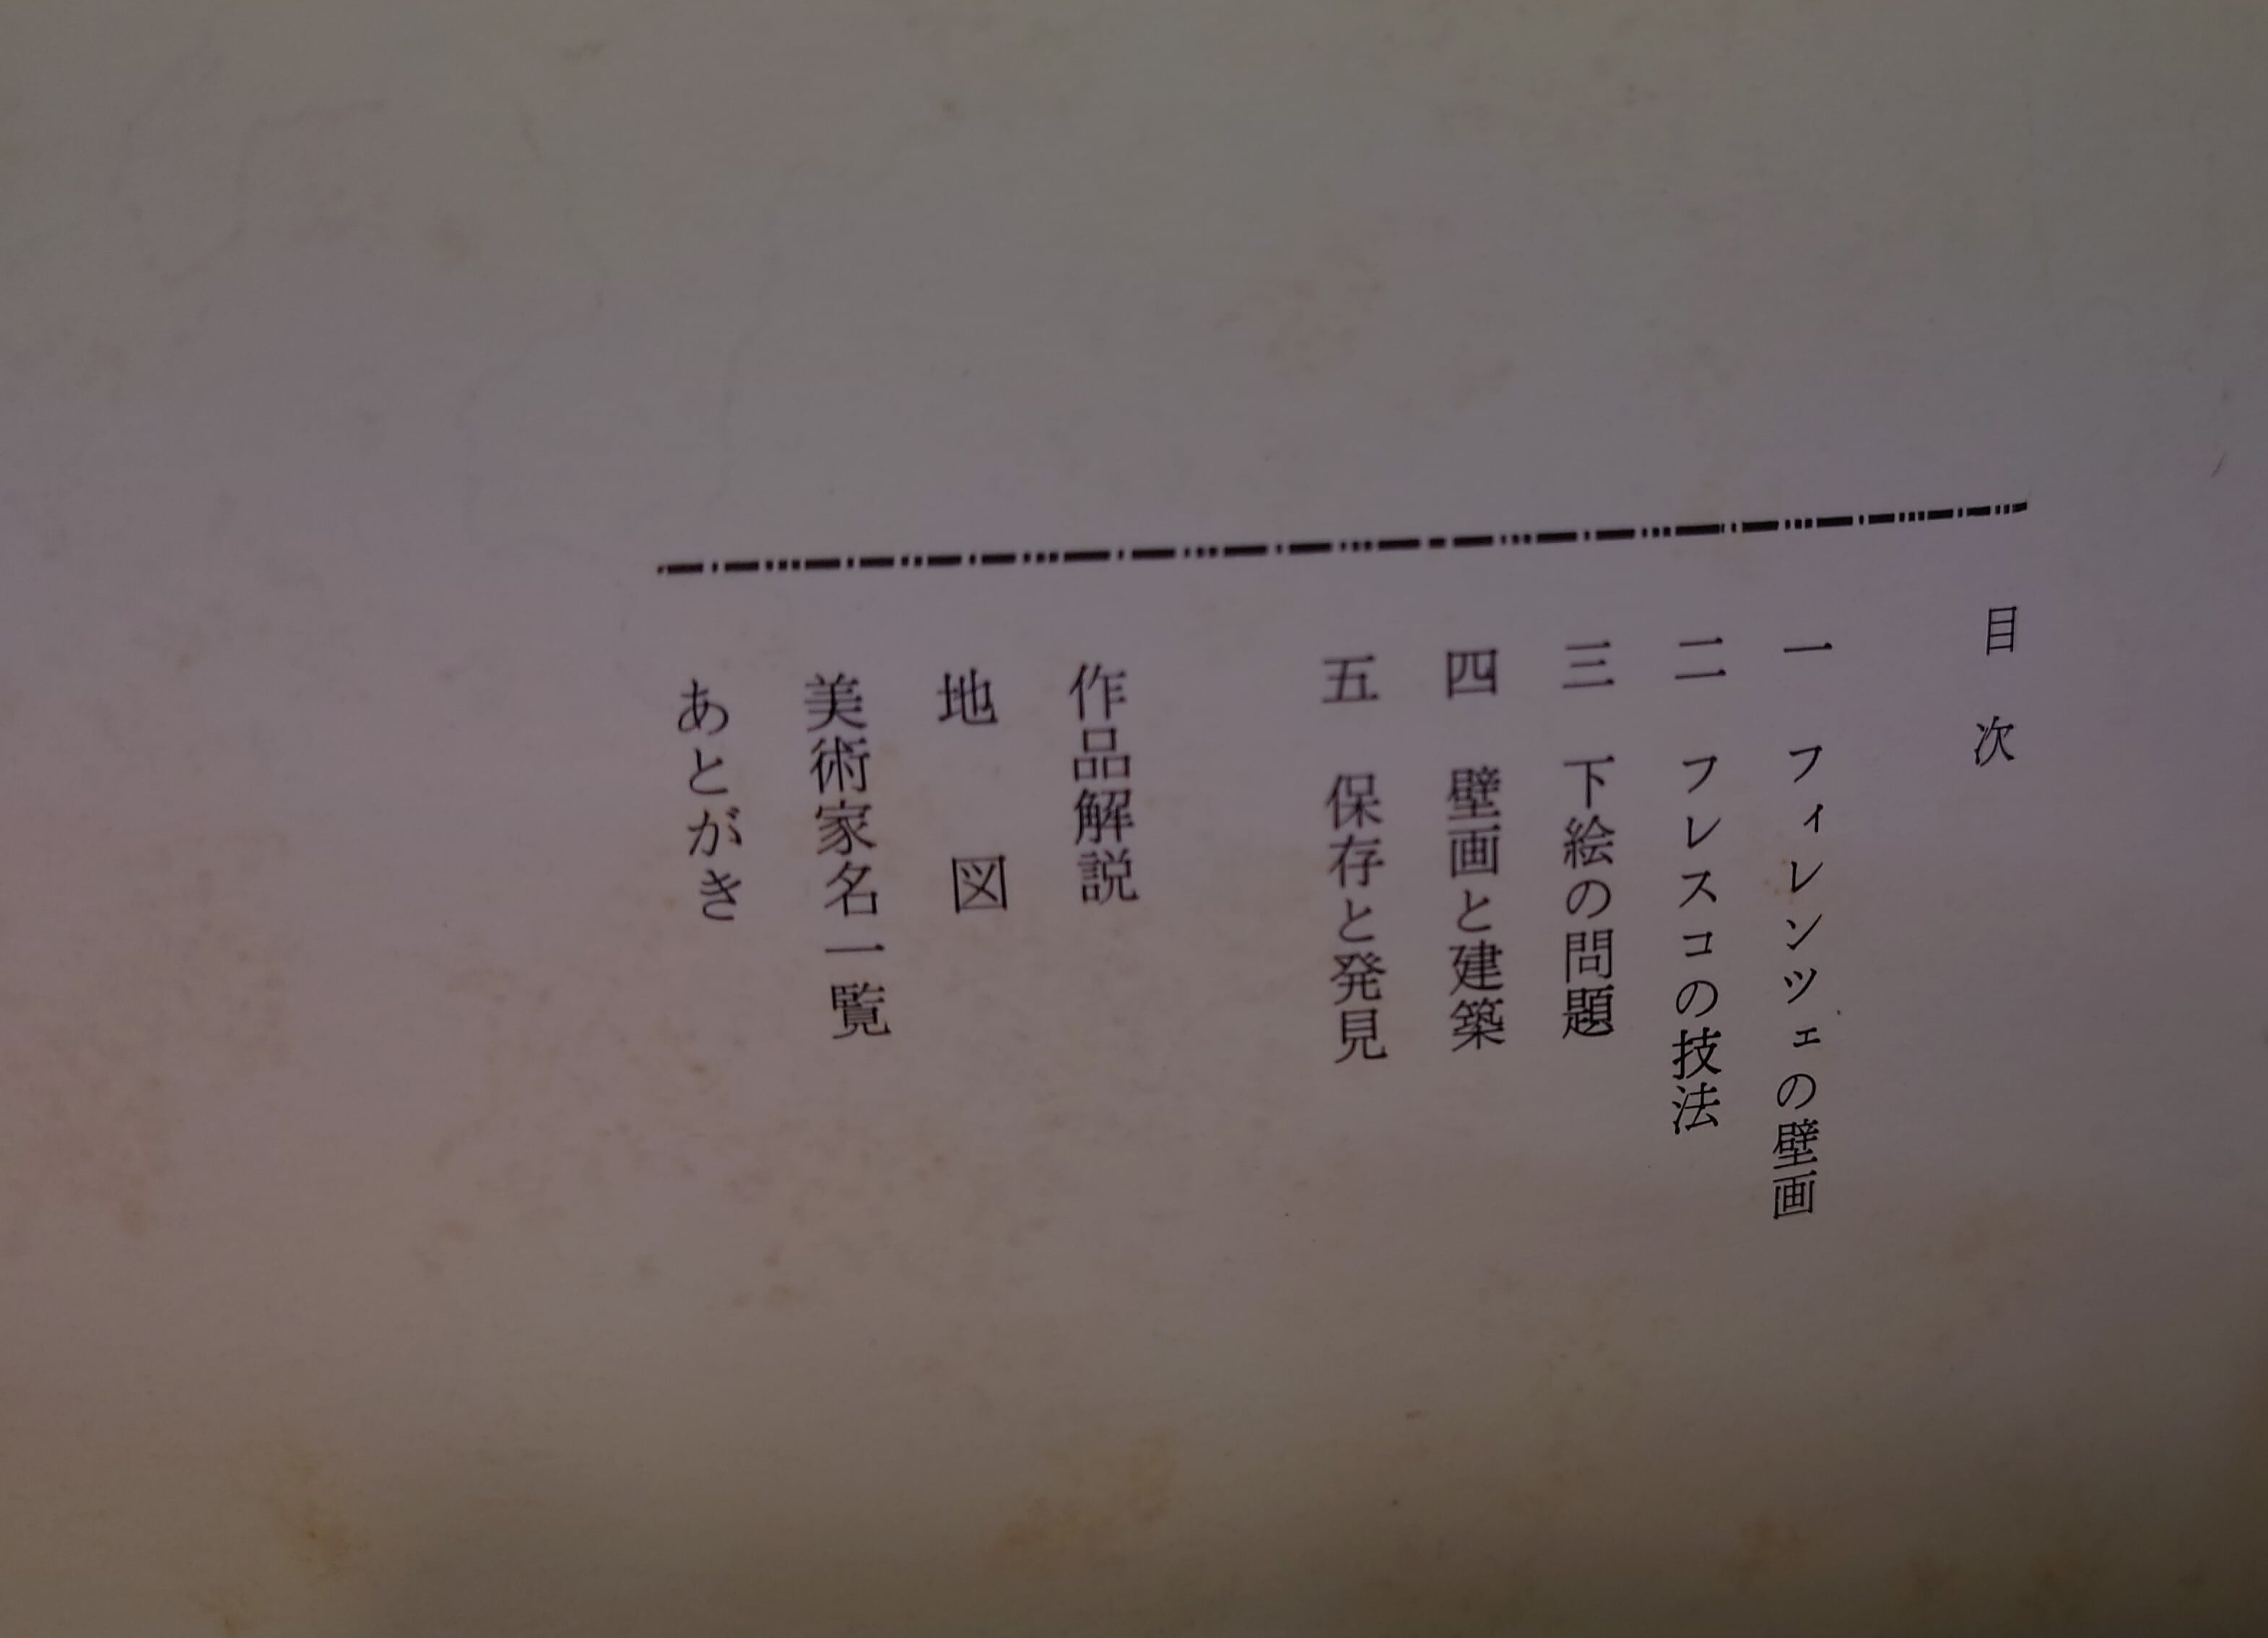 目次
一 フィレンツェの壁画
二 フレスコの技法
三 下絵の問題
四 壁画と建築
五 保存と発見
作品解説
地図
美術家名一覧
あとがき